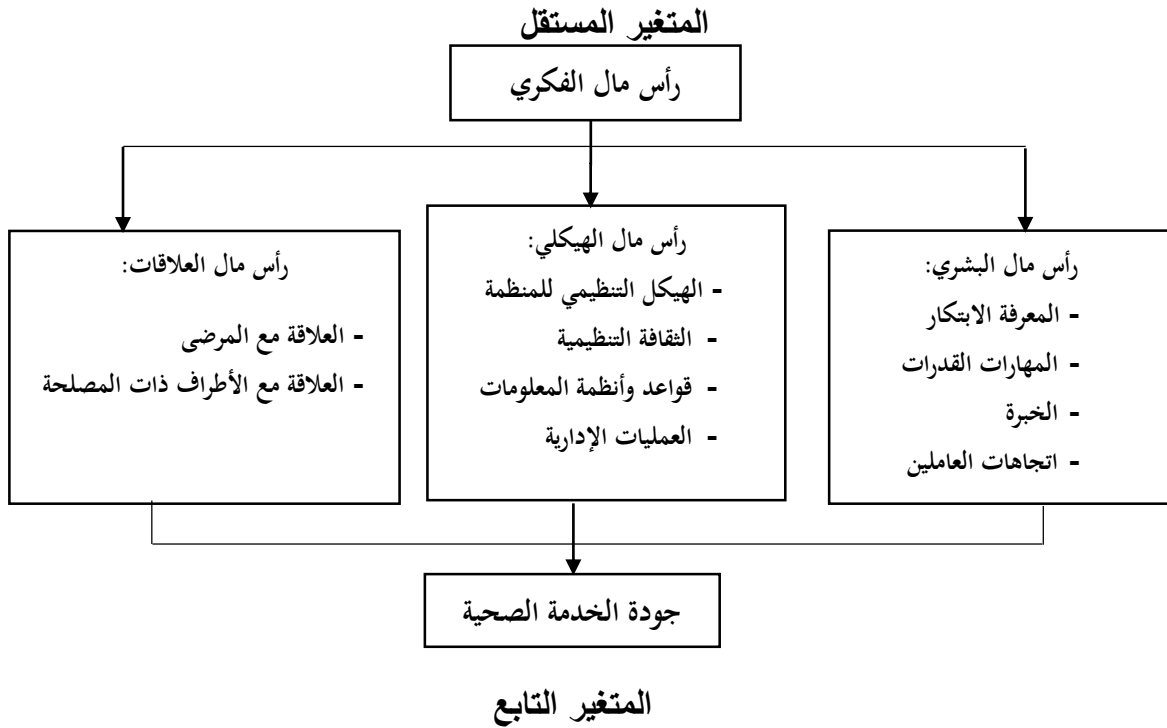 المتغير المستقل
رأس مال الفكري
رأس مال البشري:
- المعرفة الابتكار
- المهارات القدرات
- الخبرة
- اتجاهات العاملين
رأس مال الهيكلي:
- الهيكل التنظيمي للمنظمة
- الثقافة التنظيمية
- قواعد وأنظمة المعلومات
- العمليات الإدارية
رأس مال العلاقات:
- العلاقة مع المرضى
- العلاقة مع الأطراف ذات المصلحة
جودة الخدمة الصحية
المتغير التابع